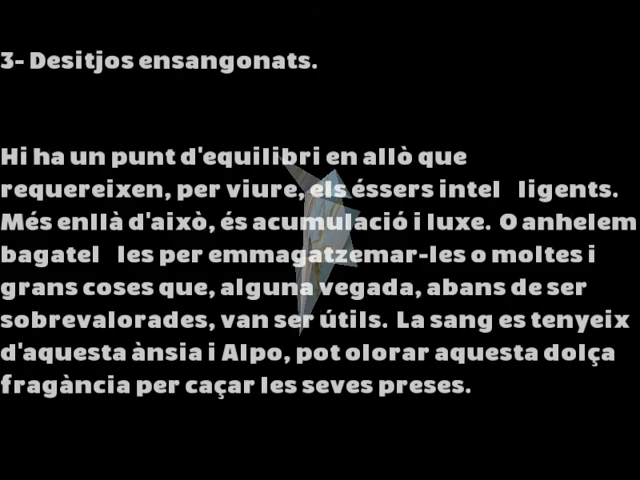 3- Desitjos ensangonats.
Hi ha un punt d'equilibri en allò que
requereixen, per viure, els éssers intel  ligents.
Més enllà d'això, és acumulació i luxe. O anhelem
bagatel  les per emmagatzemar-les o moltes i
grans coses que, alguna vegada, abans de ser
sobrevalorades, van ser útils. La sang es tenyeix
d'aquesta ànsia i Alpo, pot olorar aquesta dolça
fragància per caçar les seves preses.